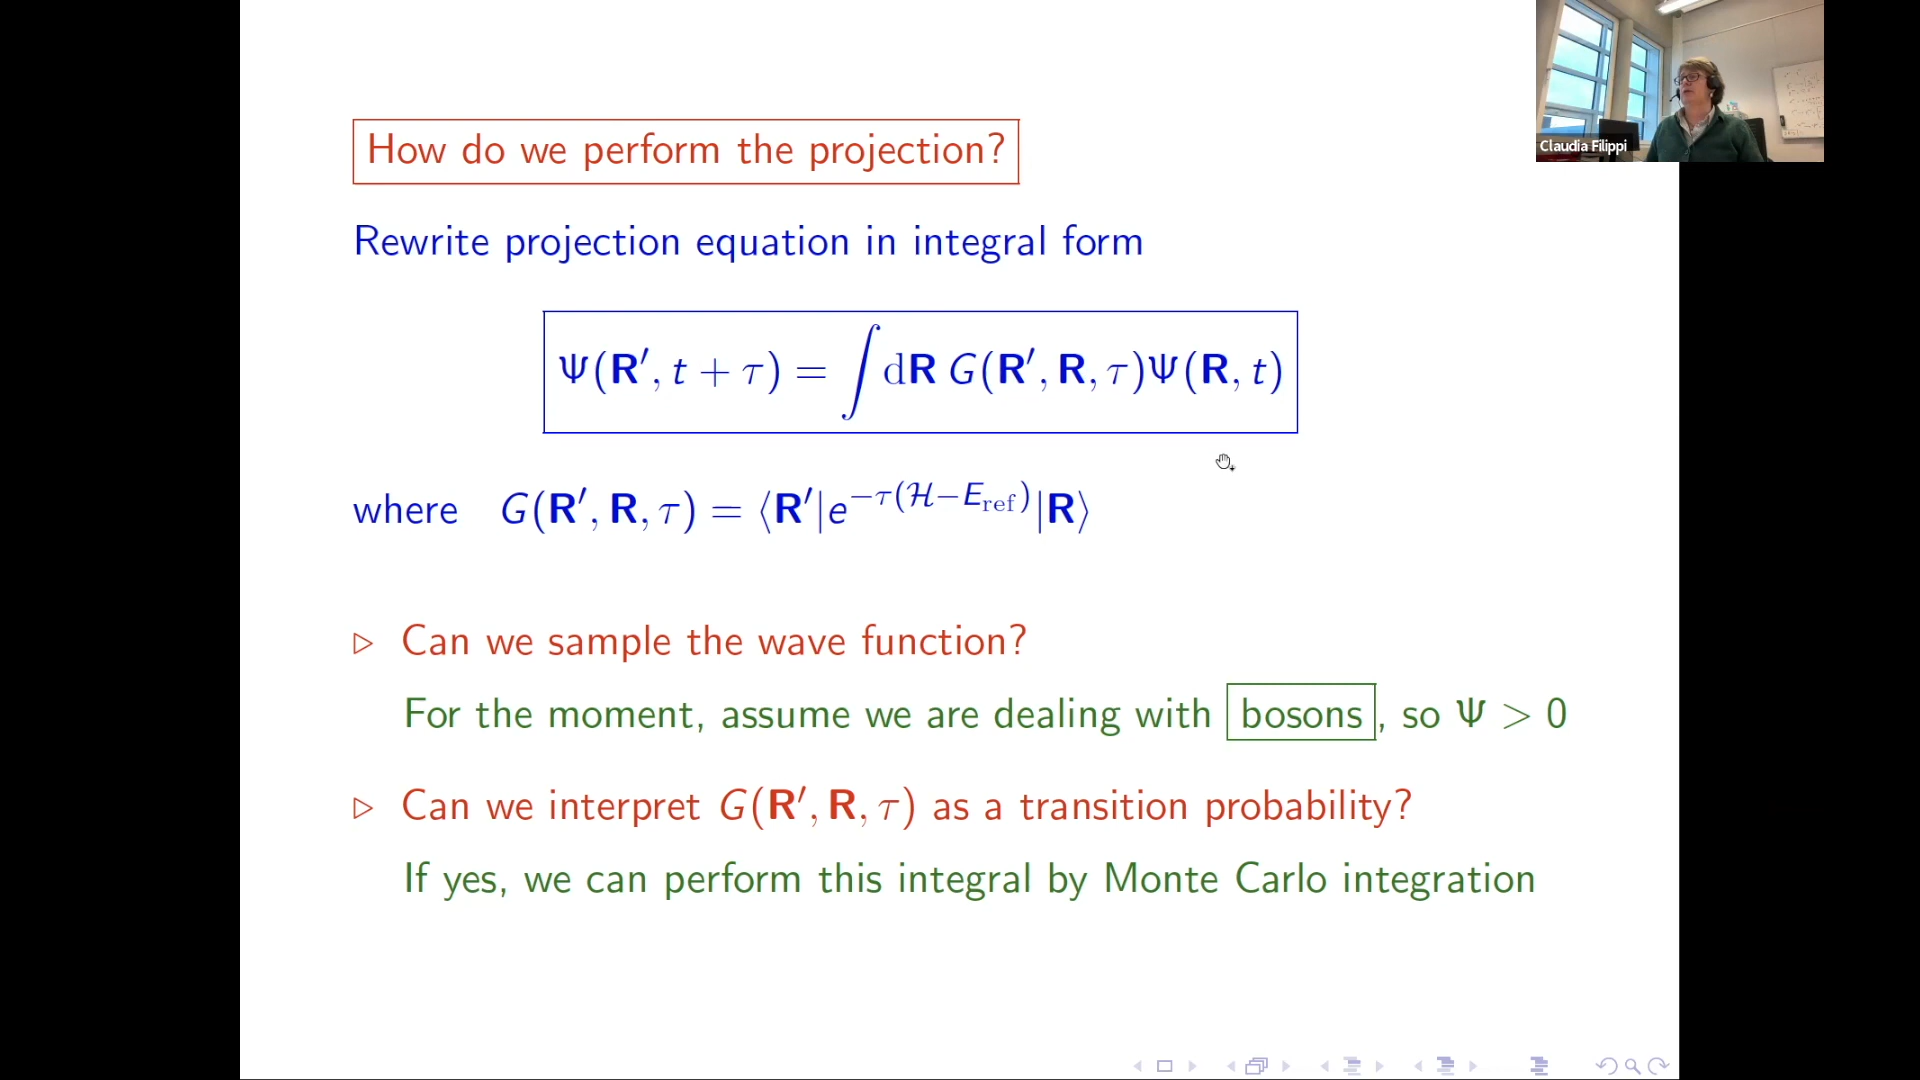 Claudia Filippi
How do we perform the projection?
Rewrite projection equation in integral form
Ψ(R′, t + τ) = ∫ dR G(R′, R, τ)Ψ(R, t)
where G(R′, R, τ) = ⟨R′|e^{−τ(ℋ−E_ref)}|R⟩
▷ Can we sample the wave function?
For the moment, assume we are dealing with bosons, so Ψ > 0
▷ Can we interpret G(R′, R, τ) as a transition probability?
If yes, we can perform this integral by Monte Carlo integration